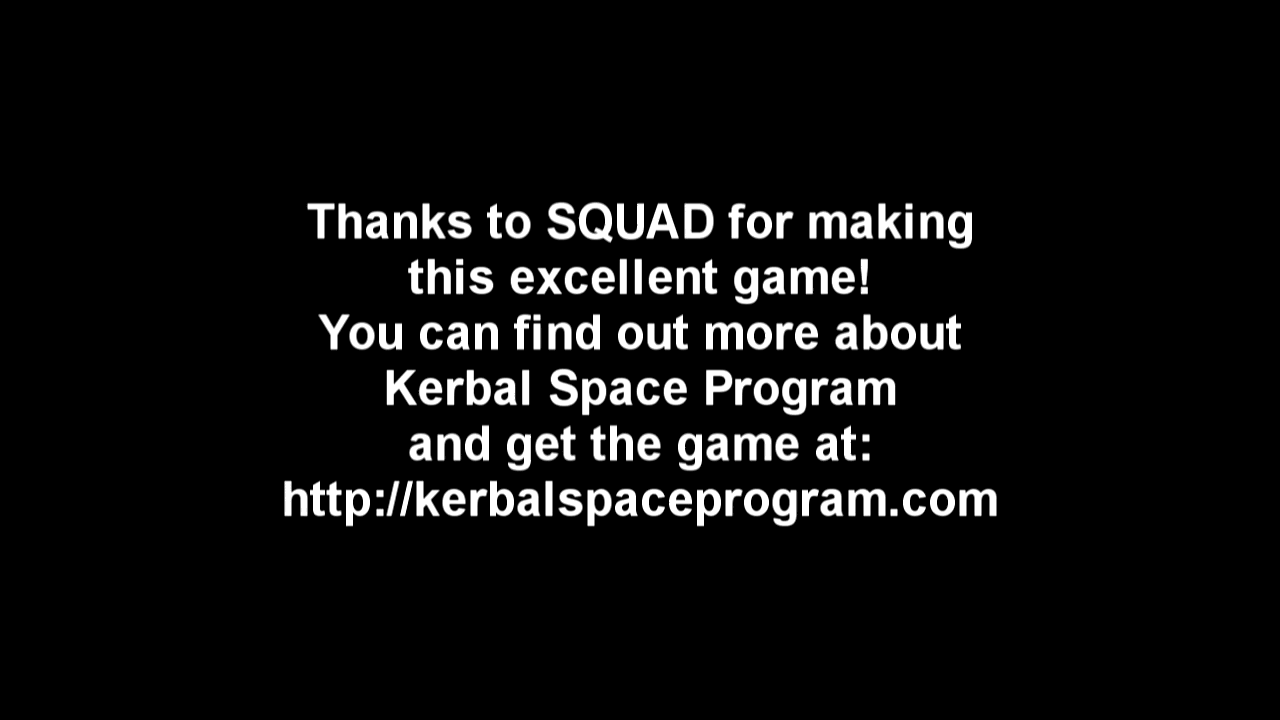 Thanks to SQUAD for making
this excellent game!
You can find out more about
Kerbal Space Program
and get the game at:
http://kerbalspaceprogram.com